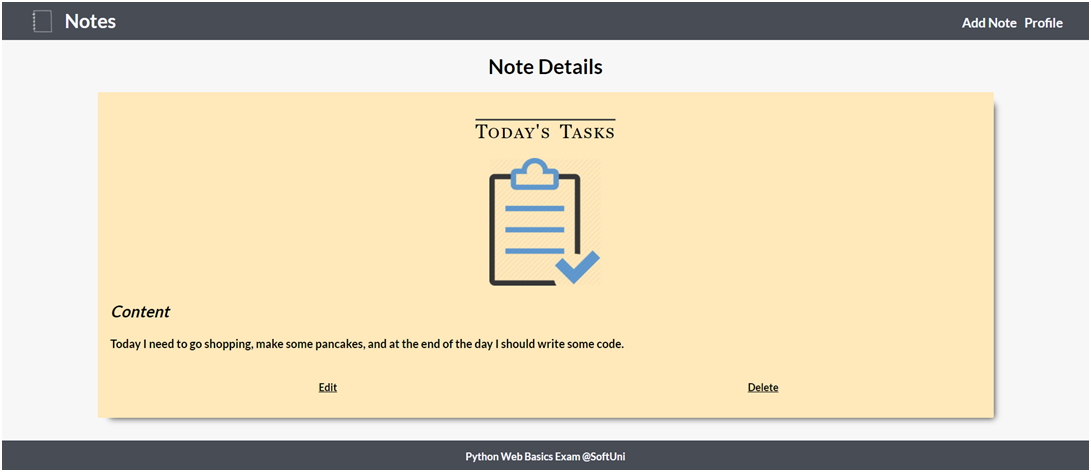 Notes
Add Note Profile
Note Details
Today's Tasks
Content
Today I need to go shopping, make some pancakes, and at the end of the day I should write some code.
Edit
Delete
Python Web Basics Exam @SoftUni